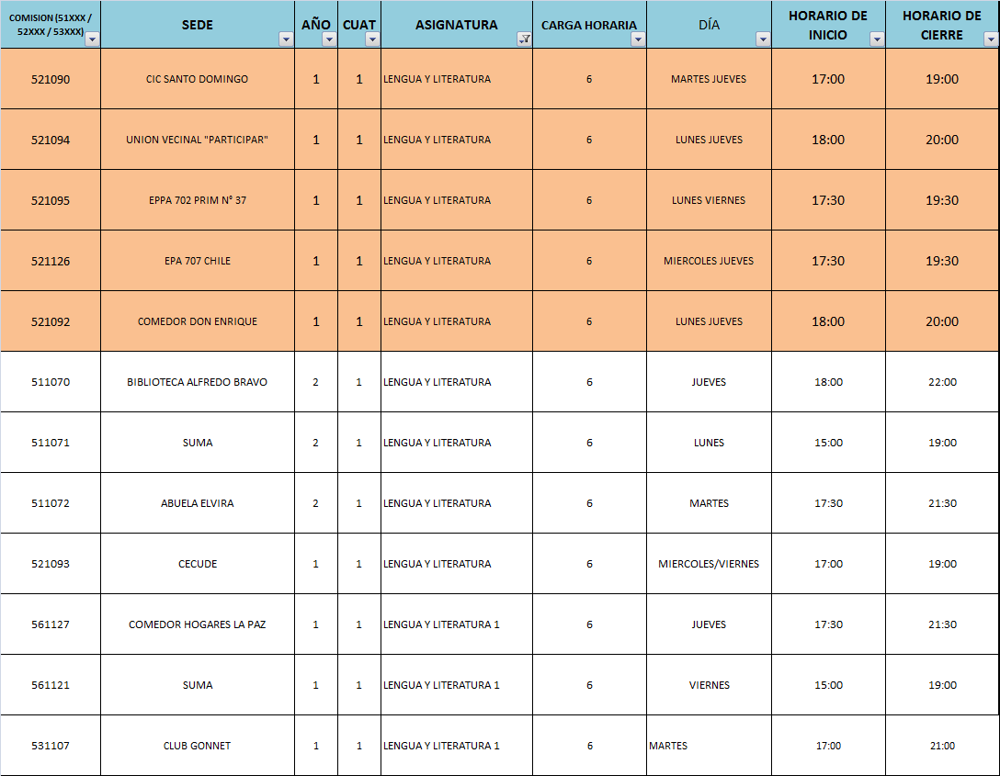 COMISION (51XXX / 52XXX / 53XXX) SEDE AÑO CUAT ASIGNATURA CARGA HORARIA DÍA HORARIO DE INICIO HORARIO DE CIERRE
521090 CIC SANTO DOMINGO 1 1 LENGUA Y LITERATURA 6 MARTES JUEVES 17:00 19:00
521094 UNION VECINAL "PARTICIPAR" 1 1 LENGUA Y LITERATURA 6 LUNES JUEVES 18:00 20:00
521095 EPPA 702 PRIM N° 37 1 1 LENGUA Y LITERATURA 6 LUNES VIERNES 17:30 19:30
521126 EPA 707 CHILE 1 1 LENGUA Y LITERATURA 6 MIERCOLES JUEVES 17:30 19:30
521092 COMEDOR DON ENRIQUE 1 1 LENGUA Y LITERATURA 6 LUNES JUEVES 18:00 20:00
511070 BIBLIOTECA ALFREDO BRAVO 2 1 LENGUA Y LITERATURA 6 JUEVES 18:00 22:00
511071 SUMA 2 1 LENGUA Y LITERATURA 6 LUNES 15:00 19:00
511072 ABUELA ELVIRA 2 1 LENGUA Y LITERATURA 6 MARTES 17:30 21:30
521093 CECUDE 1 1 LENGUA Y LITERATURA 6 MIERCOLES/VIERNES 17:00 19:00
561127 COMEDOR HOGARES LA PAZ 1 1 LENGUA Y LITERATURA 1 6 JUEVES 17:30 21:30
561121 SUMA 1 1 LENGUA Y LITERATURA 1 6 VIERNES 15:00 19:00
531107 CLUB GONNET 1 1 LENGUA Y LITERATURA 1 6 MARTES 17:00 21:00